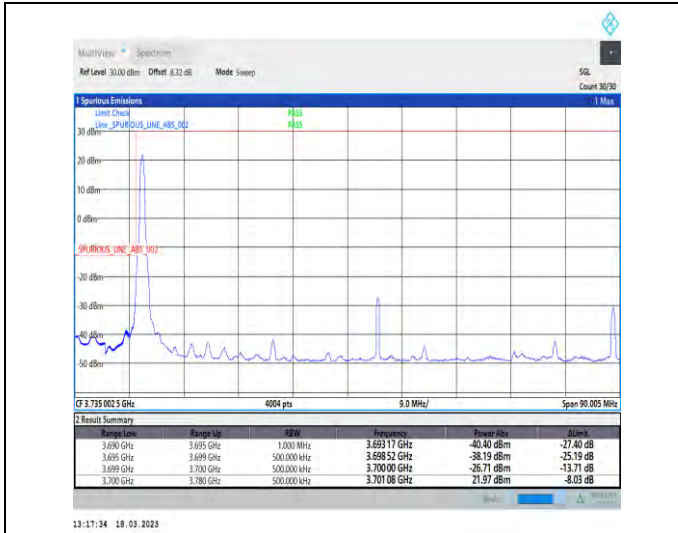 MultiView Spectrum
Ref Level 30.00 dBm Offset 8.32 dB Mode Sweep SGL
Count 30/30
1 Spurious Emissions 1 Max
Limit Check PASS
Line _SPURIOUS_LINE_ABS_002 PASS
30 dBm
20 dBm
10 dBm
0 dBm
_SPURIOUS_LINE_ABS_002
-20 dBm
-30 dBm
-40 dBm
-50 dBm
CF 3.735 002 5 GHz 4004 pts 9.0 MHz/ Span 90.005 MHz
2 Result Summary
Range Low Range Up RBW Frequency Power Abs ΔLimit
3.690 GHz 3.695 GHz 1.000 MHz 3.693 17 GHz -40.40 dBm -27.40 dB
3.695 GHz 3.699 GHz 500.000 kHz 3.698 52 GHz -38.19 dBm -25.19 dB
3.699 GHz 3.700 GHz 500.000 kHz 3.700 00 GHz -26.71 dBm -13.71 dB
3.700 GHz 3.780 GHz 500.000 kHz 3.701 08 GHz 21.97 dBm -8.03 dB
13:17:34 18.03.2023